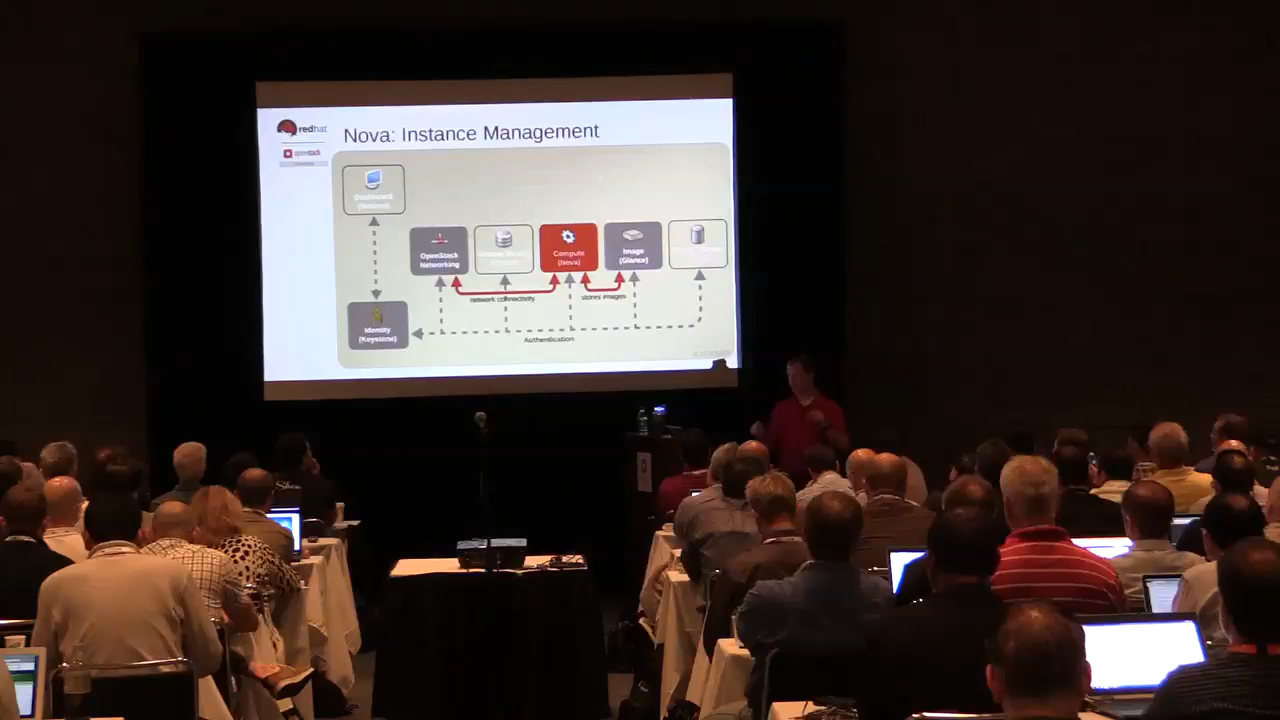 redhat
Nova: Instance Management
openstack
Dashboard
(Horizon)
OpenStack
Networking
Compute
(Nova)
Image
(Glance)
network connectivity
stores images
Identity
(Keystone)
Authentication